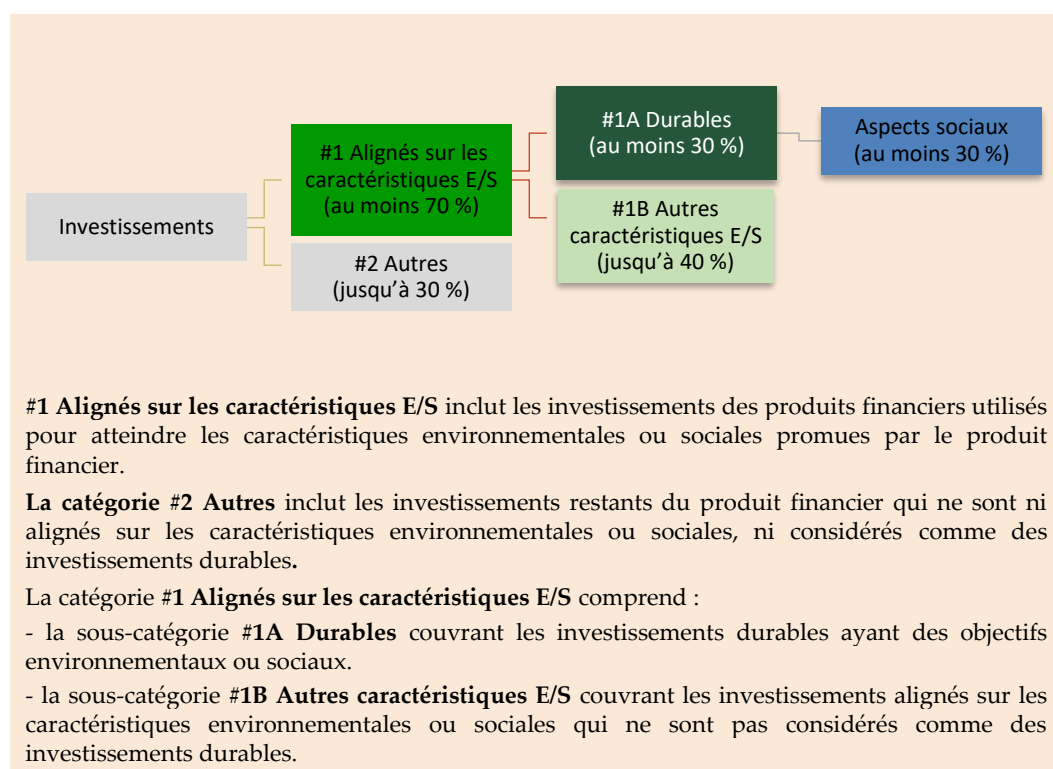 #1A Durables
(au moins 30 %)
Aspects sociaux
(au moins 30 %)
#1 Alignés sur les
caractéristiques E/S
(au moins 70 %)
Investissements
#1B Autres
caractéristiques E/S
(jusqu’à 40 %)
#2 Autres
(jusqu’à 30 %)
#1 Alignés sur les caractéristiques E/S inclut les investissements des produits financiers utilisés
pour atteindre les caractéristiques environnementales ou sociales promues par le produit
financier.
La catégorie #2 Autres inclut les investissements restants du produit financier qui ne sont ni
alignés sur les caractéristiques environnementales ou sociales, ni considérés comme des
investissements durables.
La catégorie #1 Alignés sur les caractéristiques E/S comprend :
- la sous-catégorie #1A Durables couvrant les investissements durables ayant des objectifs
environnementaux ou sociaux.
- la sous-catégorie #1B Autres caractéristiques E/S couvrant les investissements alignés sur les
caractéristiques environnementales ou sociales qui ne sont pas considérés comme des
investissements durables.